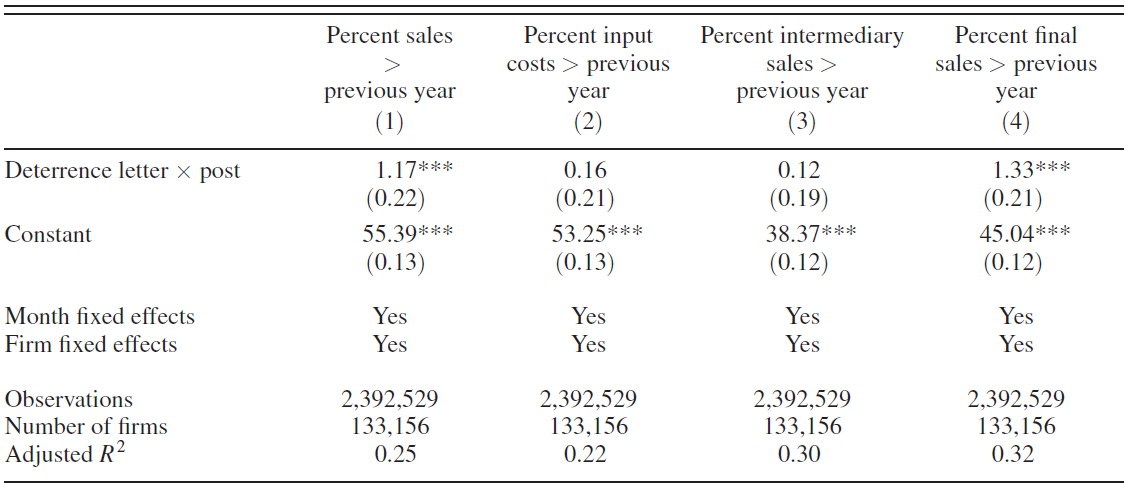 Percent sales Percent input Percent intermediary Percent final
> costs > previous sales > sales > previous
previous year year previous year year
(1) (2) (3) (4)
Deterrence letter × post 1.17*** 0.16 0.12 1.33***
(0.22) (0.21) (0.19) (0.21)
Constant 55.39*** 53.25*** 38.37*** 45.04***
(0.13) (0.13) (0.12) (0.12)
Month fixed effects Yes Yes Yes Yes
Firm fixed effects Yes Yes Yes Yes
Observations 2,392,529 2,392,529 2,392,529 2,392,529
Number of firms 133,156 133,156 133,156 133,156
Adjusted R² 0.25 0.22 0.30 0.32